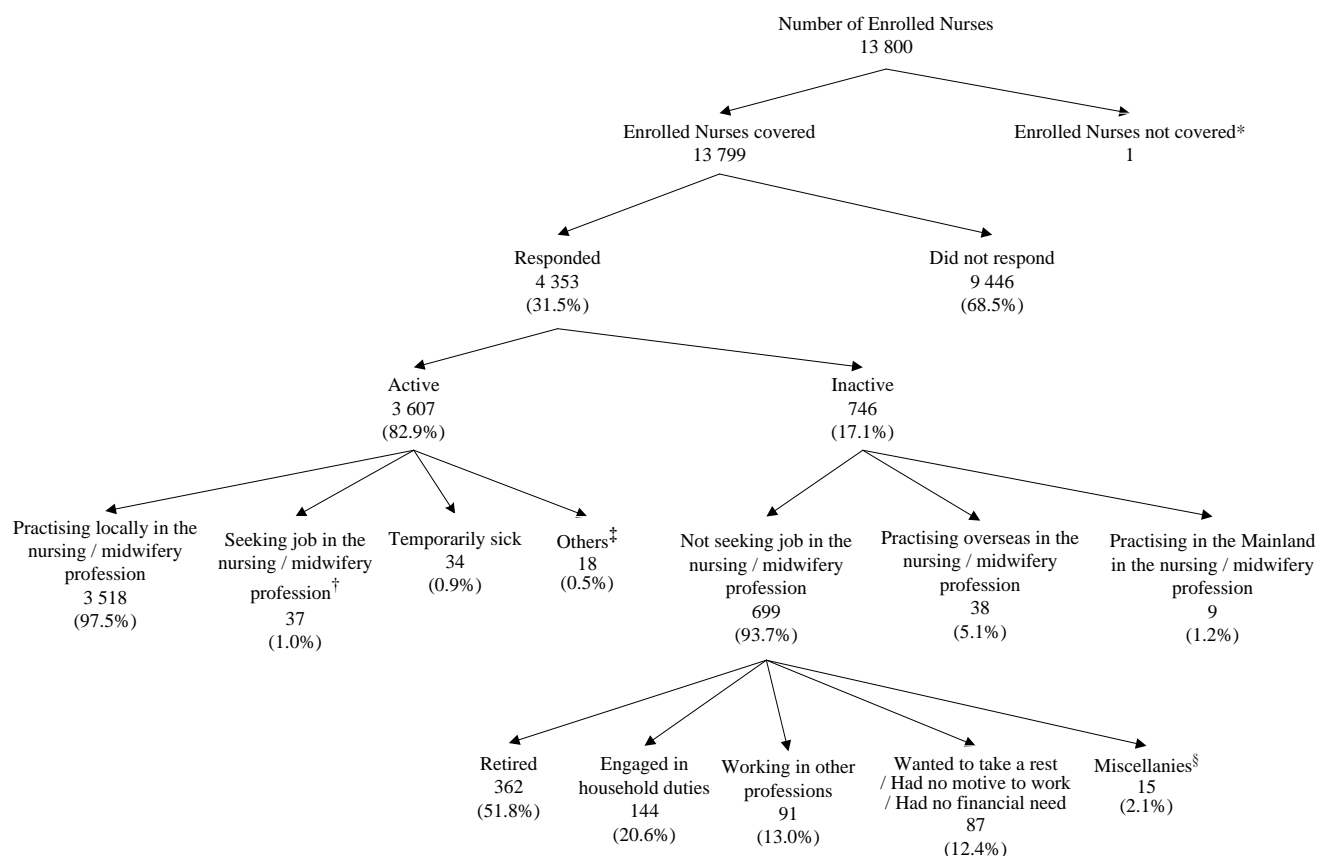 Number of Enrolled Nurses
13 800
Enrolled Nurses covered
13 799
Enrolled Nurses not covered*
1
Responded
4 353
(31.5%)
Did not respond
9 446
(68.5%)
Active
3 607
(82.9%)
Inactive
746
(17.1%)
Practising locally in the
nursing / midwifery
profession
3 518
(97.5%)
Seeking job in the
nursing / midwifery
profession†
37
(1.0%)
Temporarily sick
34
(0.9%)
Others‡
18
(0.5%)
Not seeking job in the
nursing / midwifery
profession
699
(93.7%)
Practising overseas in the
nursing / midwifery
profession
38
(5.1%)
Practising in the Mainland
in the nursing / midwifery
profession
9
(1.2%)
Retired
362
(51.8%)
Engaged in
household duties
144
(20.6%)
Working in other
professions
91
(13.0%)
Wanted to take a rest
/ Had no motive to work
/ Had no financial need
87
(12.4%)
Miscellanies§
15
(2.1%)